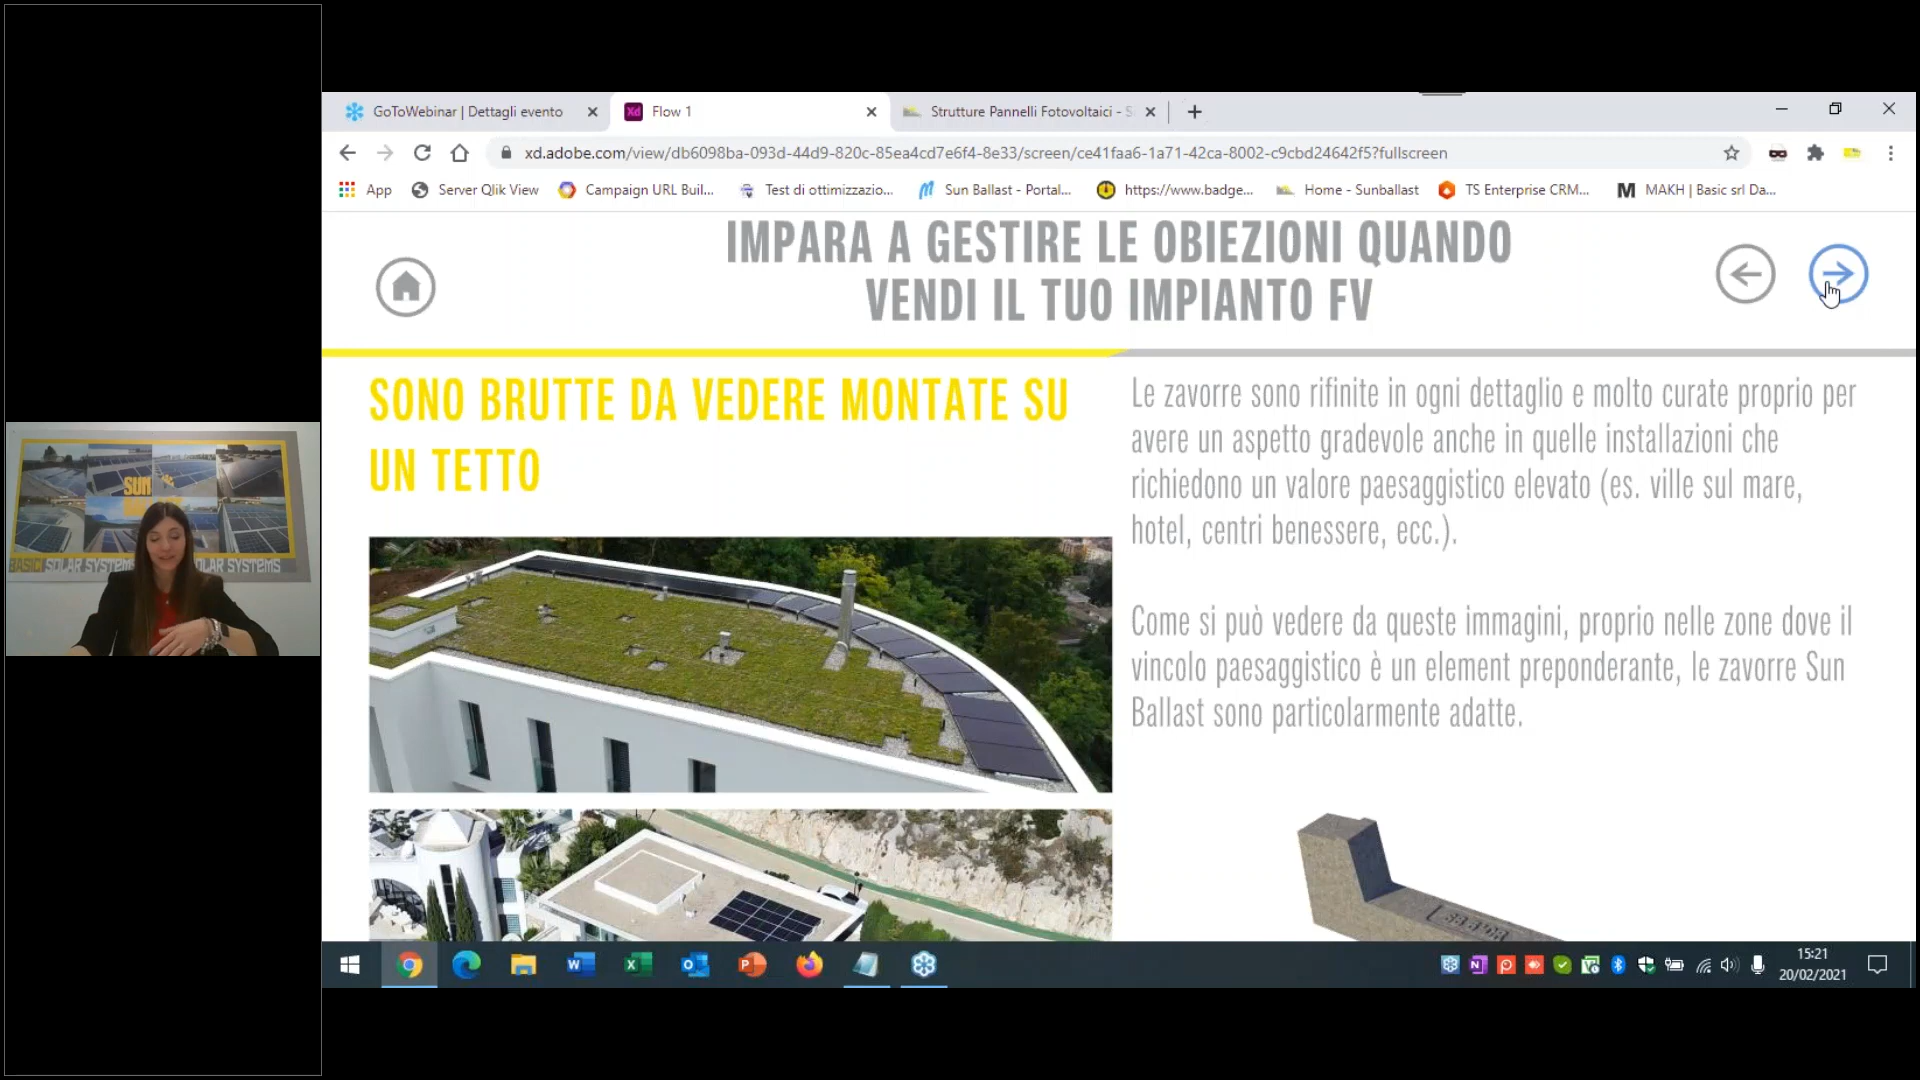 GoToWebinar | Dettagli evento
Xd
Flow 1
Strutture Pannelli Fotovoltaici - S
xd.adobe.com/view/db6098ba-093d-44d9-820c-85ea4cd7e6f4-8e33/screen/ce41faa6-1a71-42ca-8002-c9cbd24642f5?fullscreen
App
Server Qlik View
Campaign URL Buil...
Test di ottimizzazio...
Sun Ballast - Portal...
https://www.badge...
Home - Sunballast
TS Enterprise CRM...
MAKH | Basic srl Da...
IMPARA A GESTIRE LE OBIEZIONI QUANDO
VENDI IL TUO IMPIANTO FV
SONO BRUTTE DA VEDERE MONTATE SU
UN TETTO
Le zavorre sono rifinite in ogni dettaglio e molto curate proprio per
avere un aspetto gradevole anche in quelle installazioni che
richiedono un valore paesaggistico elevato (es. ville sul mare,
hotel, centri benessere, ecc.).
Come si può vedere da queste immagini, proprio nelle zone dove il
vincolo paesaggistico è un element preponderante, le zavorre Sun
Ballast sono particolarmente adatte.
SUN
BASIC SOLAR SYSTEMS
OLAR SYSTEMS
15:21
20/02/2021